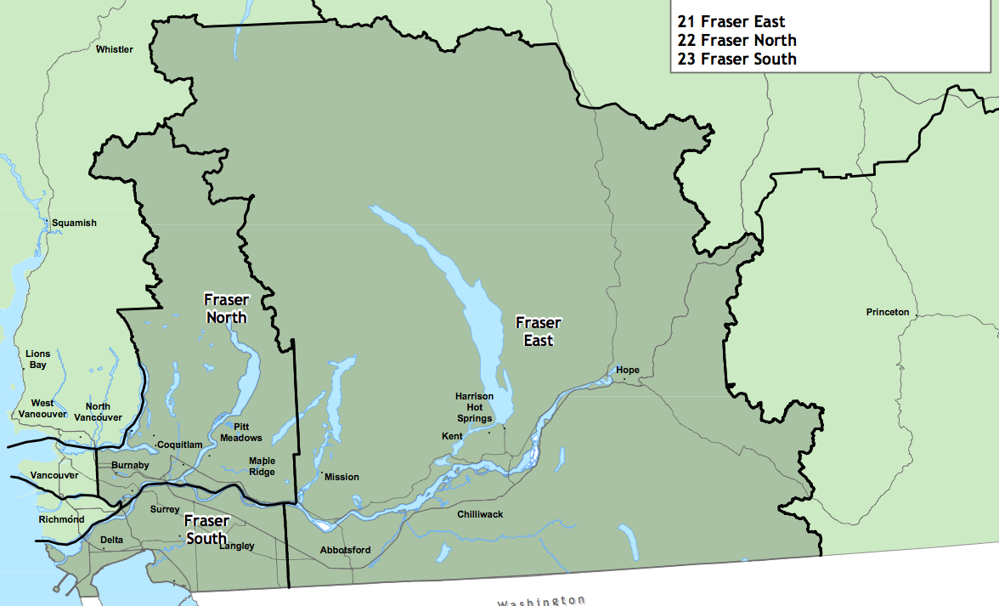 21 Fraser East
22 Fraser North
23 Fraser South
Whistler
Squamish
Princeton
Fraser
North
Fraser
East
Lions
Bay
Hope
West
Vancouver
North
Vancouver
Harrison
Hot
Springs
Kent
Pitt
Meadows
Coquitlam
Maple
Ridge
Burnaby
Vancouver
Mission
Surrey
Richmond
Fraser
South
Chilliwack
Delta
Langley
Abbotsford
Washington